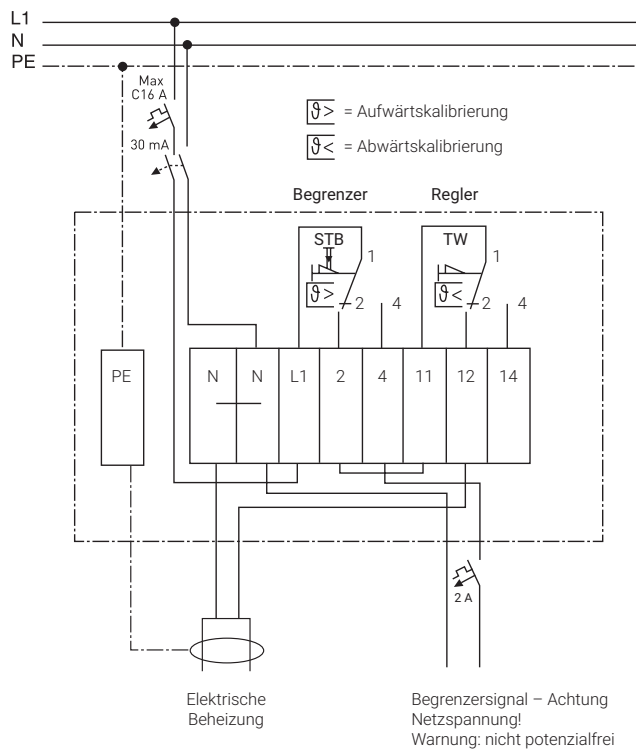 L1
N
PE
Max
C16 A
30 mA
ϑ> = Aufwärtskalibrierung
ϑ< = Abwärtskalibrierung
Begrenzer
Regler
STB
1
ϑ>
2
4
TW
1
ϑ<
2
4
PE
N
N
L1
2
4
11
12
14
2 A
Elektrische
Beheizung
Begrenzersignal – Achtung
Netzspannung!
Warnung: nicht potenzialfrei